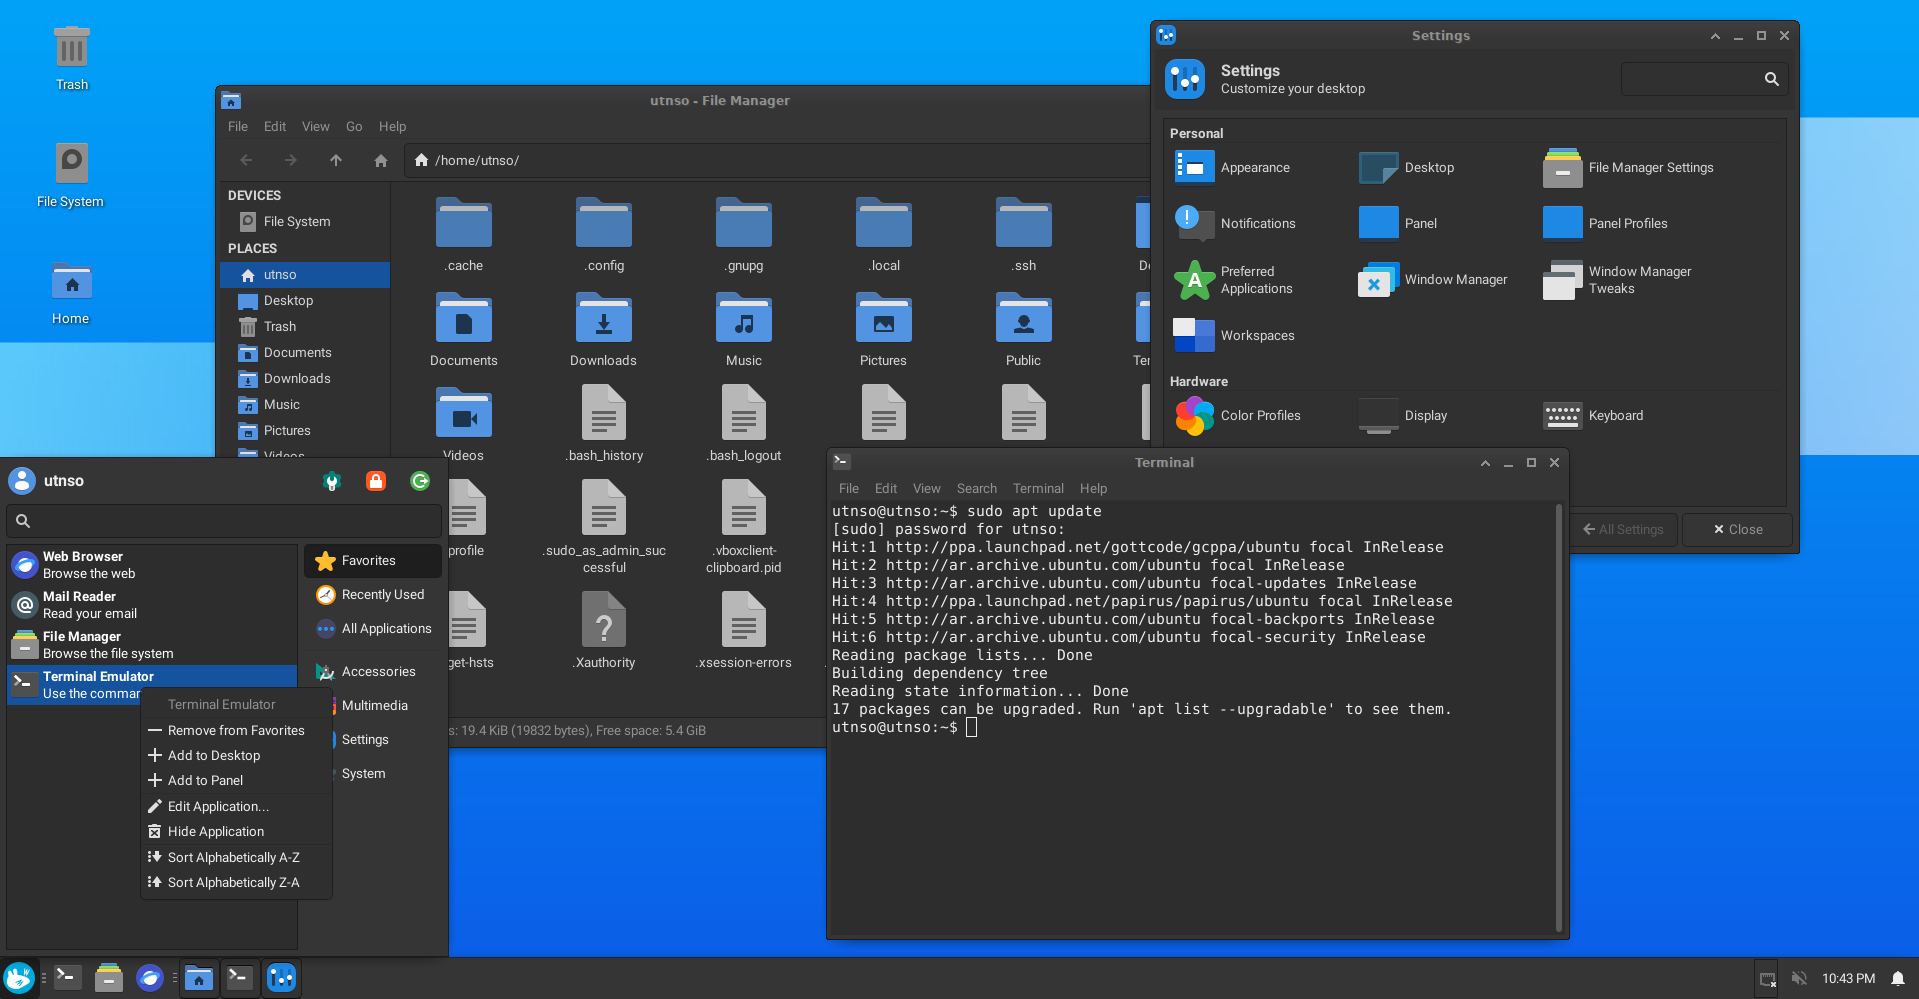 Trash
File System
Home
utnso - File Manager
File Edit View Go Help
/home/utnso/
DEVICES
File System
PLACES
utnso
Desktop
Trash
Documents
Downloads
Music
Pictures
Videos
.cache .config .gnupg .local .ssh
Documents Downloads Music Pictures Public
Videos .bash_history .bash_logout
.sudo_as_admin_suc
cessful
.vboxclient-
clipboard.pid
.Xauthority .xsession-errors
19.4 KiB (19832 bytes), Free space: 5.4 GiB
Settings
Settings
Customize your desktop
Personal
Appearance Desktop File Manager Settings
Notifications Panel Panel Profiles
Preferred
Applications
Window Manager
Window Manager
Tweaks
Workspaces
Hardware
Color Profiles Display Keyboard
All Settings Close
Terminal
File Edit View Search Terminal Help
utnso@utnso:~$ sudo apt update
[sudo] password for utnso:
Hit:1 http://ppa.launchpad.net/gottcode/gcppa/ubuntu focal InRelease
Hit:2 http://ar.archive.ubuntu.com/ubuntu focal InRelease
Hit:3 http://ar.archive.ubuntu.com/ubuntu focal-updates InRelease
Hit:4 http://ppa.launchpad.net/papirus/papirus/ubuntu focal InRelease
Hit:5 http://ar.archive.ubuntu.com/ubuntu focal-backports InRelease
Hit:6 http://ar.archive.ubuntu.com/ubuntu focal-security InRelease
Reading package lists... Done
Building dependency tree
Reading state information... Done
17 packages can be upgraded. Run 'apt list --upgradable' to see them.
utnso@utnso:~$
utnso
Web Browser
Browse the web
Mail Reader
Read your email
File Manager
Browse the file system
Terminal Emulator
Use the
Favorites
Recently Used
All Applications
Accessories
Multimedia
Settings
System
Terminal Emulator
Remove from Favorites
Add to Desktop
Add to Panel
Edit Application...
Hide Application
Sort Alphabetically A-Z
Sort Alphabetically Z-A
10:43 PM